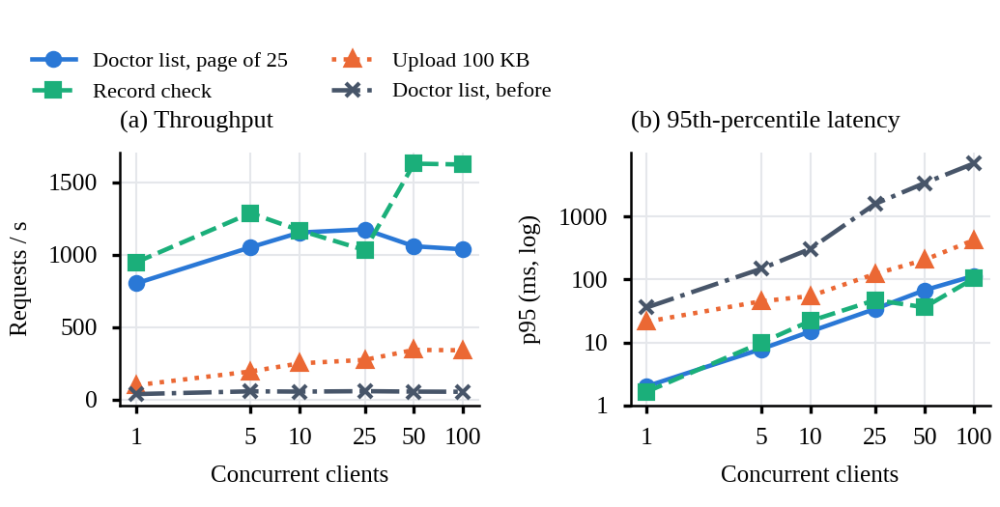 Doctor list, page of 25
Upload 100 KB
Record check
Doctor list, before
(a) Throughput
(b) 95th-percentile latency
Requests / s
1500
1000
500
0
1 5 10 25 50 100
Concurrent clients
p95 (ms, log)
1000
100
10
1
1 5 10 25 50 100
Concurrent clients